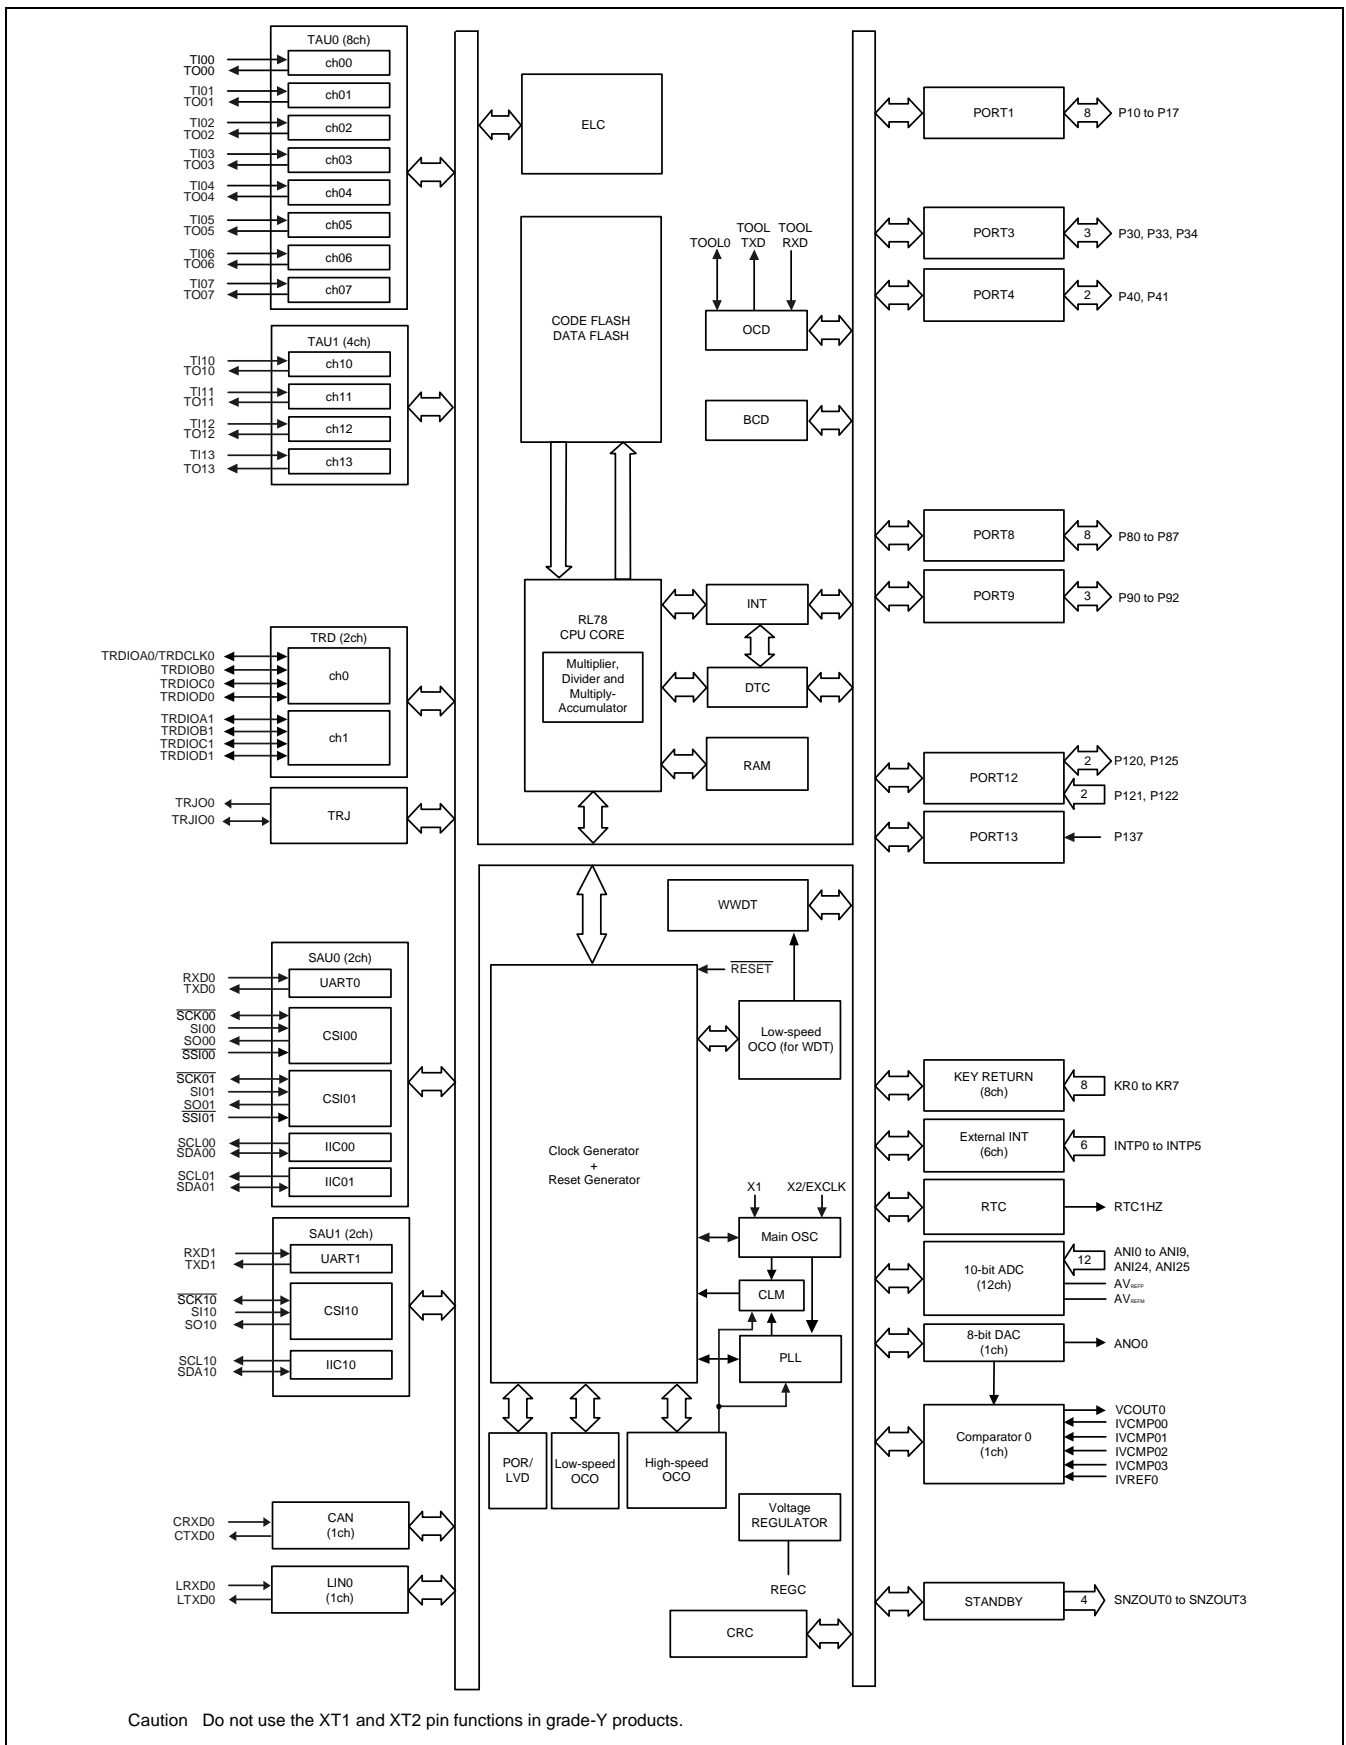 TAU0 (8ch)
TI00
TO00
ch00
TI01
TO01
ch01
TI02
TO02
ch02
TI03
TO03
ch03
TI04
TO04
ch04
TI05
TO05
ch05
TI06
TO06
ch06
TI07
TO07
ch07
TAU1 (4ch)
TI10
TO10
ch10
TI11
TO11
ch11
TI12
TO12
ch12
TI13
TO13
ch13
TRD (2ch)
TRDIOA0/TRDCLK0
TRDIOB0
TRDIOC0
TRDIOD0
ch0
TRDIOA1
TRDIOB1
TRDIOC1
TRDIOD1
ch1
TRJO0
TRJIO0
TRJ
SAU0 (2ch)
RXD0
TXD0
UART0
SCK00
SI00
SO00
SSI00
CSI00
SCK01
SI01
SO01
SSI01
CSI01
SCL00
SDA00
IIC00
SCL01
SDA01
IIC01
SAU1 (2ch)
RXD1
TXD1
UART1
SCK10
SI10
SO10
CSI10
SCL10
SDA10
IIC10
CRXD0
CTXD0
CAN
(1ch)
LRXD0
LTXD0
LIN0
(1ch)
ELC
CODE FLASH
DATA FLASH
TOOL0
TOOL
TXD
TOOL
RXD
OCD
BCD
RL78
CPU CORE
Multiplier,
Divider and
Multiply-
Accumulator
INT
DTC
RAM
WWDT
RESET
Low-speed
OCO (for WDT)
Clock Generator
+
Reset Generator
X1
X2/EXCLK
Main OSC
CLM
PLL
POR/
LVD
Low-speed
OCO
High-speed
OCO
Voltage
REGULATOR
REGC
CRC
PORT1
8
P10 to P17
PORT3
3
P30, P33, P34
PORT4
2
P40, P41
PORT8
8
P80 to P87
PORT9
3
P90 to P92
PORT12
2
P120, P125
2
P121, P122
PORT13
P137
KEY RETURN
(8ch)
8
KR0 to KR7
External INT
(6ch)
6
INTP0 to INTP5
RTC
RTC1HZ
10-bit ADC
(12ch)
12
ANI0 to ANI9,
ANI24, ANI25
AVREFP
AVREFM
8-bit DAC
(1ch)
ANO0
Comparator 0
(1ch)
VCOUT0
IVCMP00
IVCMP01
IVCMP02
IVCMP03
IVREF0
STANDBY
4
SNZOUT0 to SNZOUT3
Caution Do not use the XT1 and XT2 pin functions in grade-Y products.